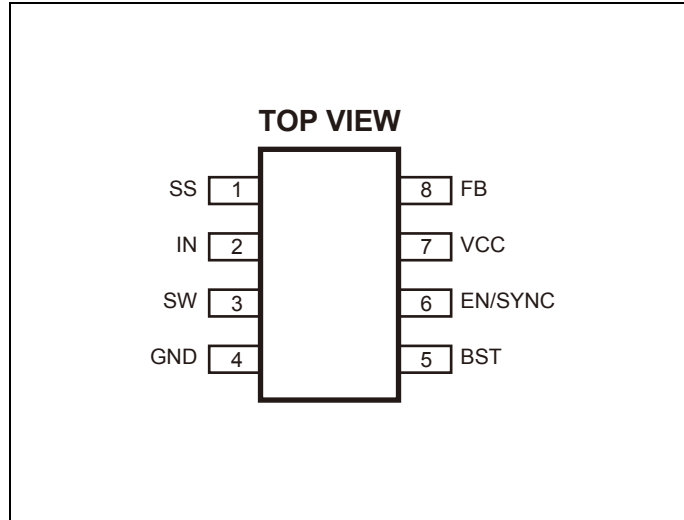 TOP VIEW
SS 1 8 FB
IN 2 7 VCC
SW 3 6 EN/SYNC
GND 4 5 BST